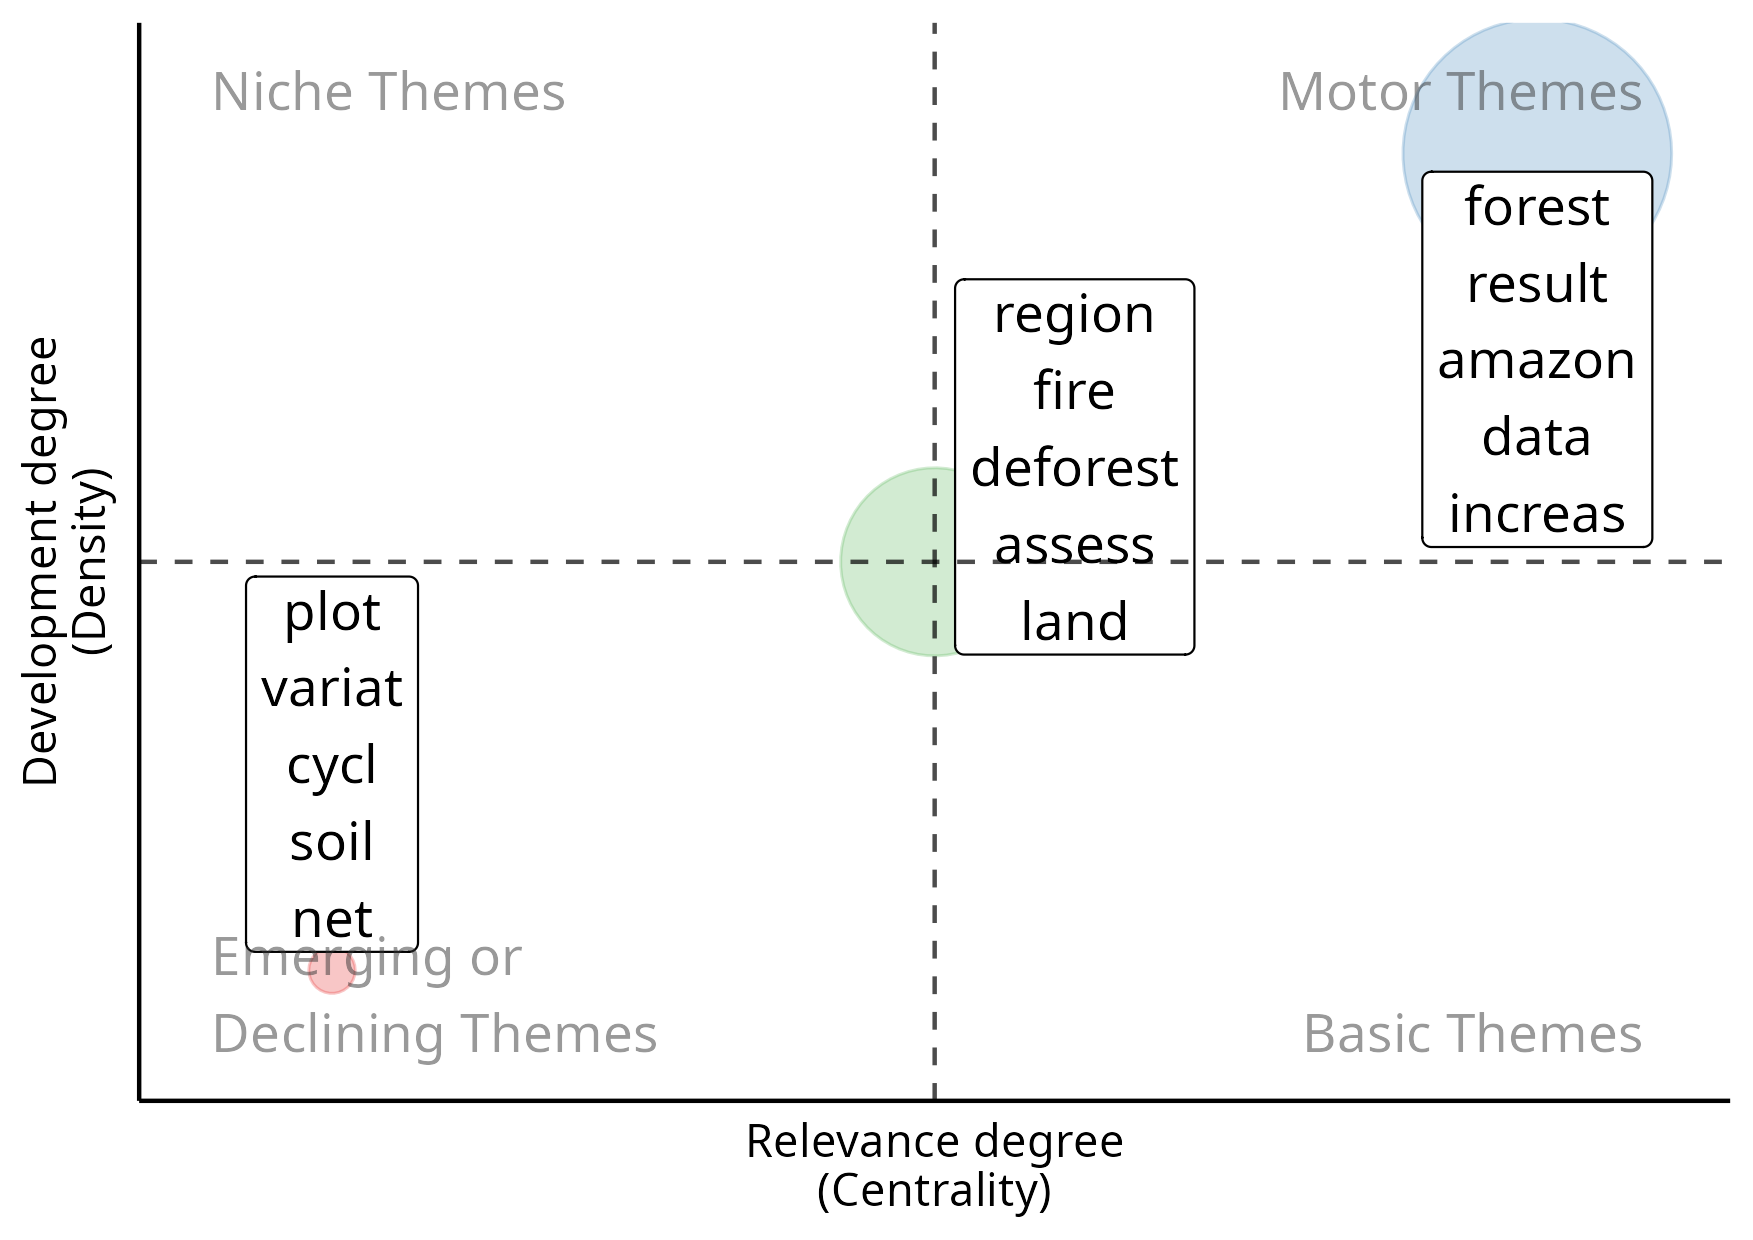 Niche Themes
Motor Themes
forest
result
amazon
data
increas
region
fire
deforest
assess
land
plot
variat
cycl
soil
net
Emerging or
Declining Themes
Basic Themes
Development degree
(Density)
Relevance degree
(Centrality)